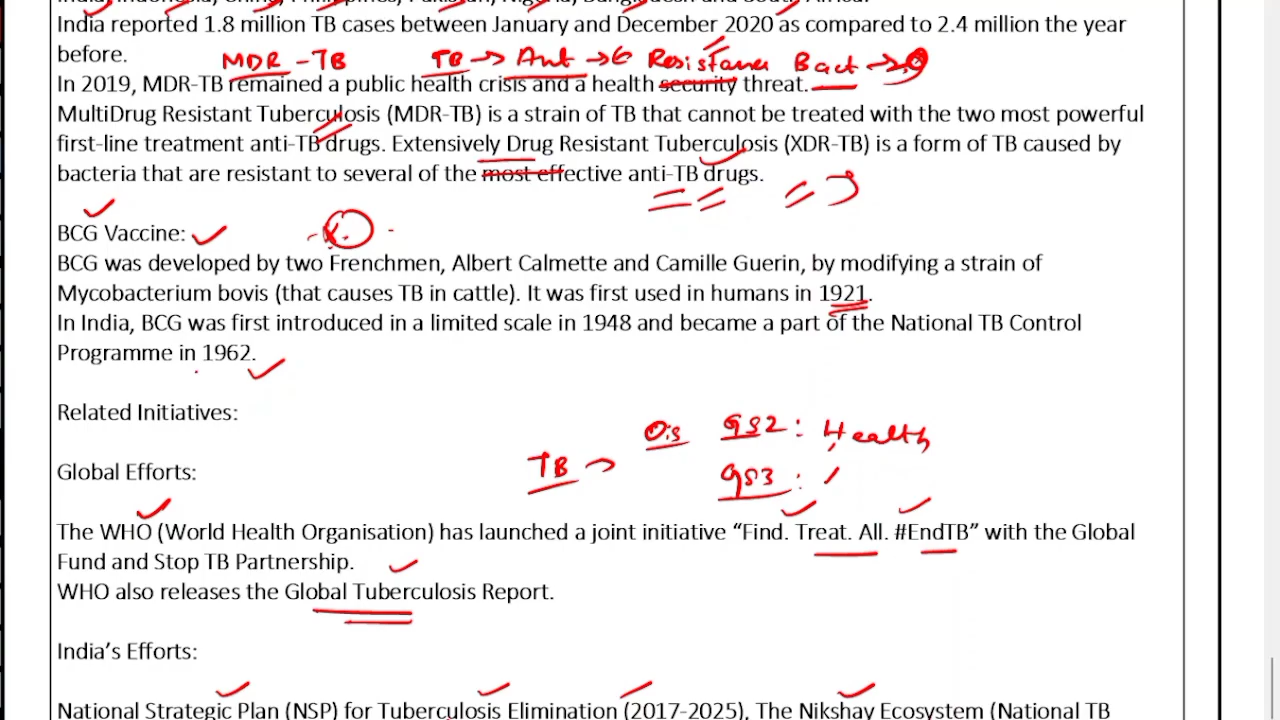 India, Indonesia, China, Philippines, Pakistan, Nigeria, Bangladesh and South Africa.
India reported 1.8 million TB cases between January and December 2020 as compared to 2.4 million the year
before.
MDR-TB TB → Ant → Resistance Bact →
In 2019, MDR-TB remained a public health crisis and a health security threat.
MultiDrug Resistant Tuberculosis (MDR-TB) is a strain of TB that cannot be treated with the two most powerful
first-line treatment anti-TB drugs. Extensively Drug Resistant Tuberculosis (XDR-TB) is a form of TB caused by
bacteria that are resistant to several of the most effective anti-TB drugs.
BCG Vaccine:
BCG was developed by two Frenchmen, Albert Calmette and Camille Guerin, by modifying a strain of
Mycobacterium bovis (that causes TB in cattle). It was first used in humans in 1921.
In India, BCG was first introduced in a limited scale in 1948 and became a part of the National TB Control
Programme in 1962.
Related Initiatives:
GS2: Health
Global Efforts:
TB →
GS3:
The WHO (World Health Organisation) has launched a joint initiative “Find. Treat. All. #EndTB” with the Global
Fund and Stop TB Partnership.
WHO also releases the Global Tuberculosis Report.
India’s Efforts:
National Strategic Plan (NSP) for Tuberculosis Elimination (2017-2025), The Nikshay Ecosystem (National TB